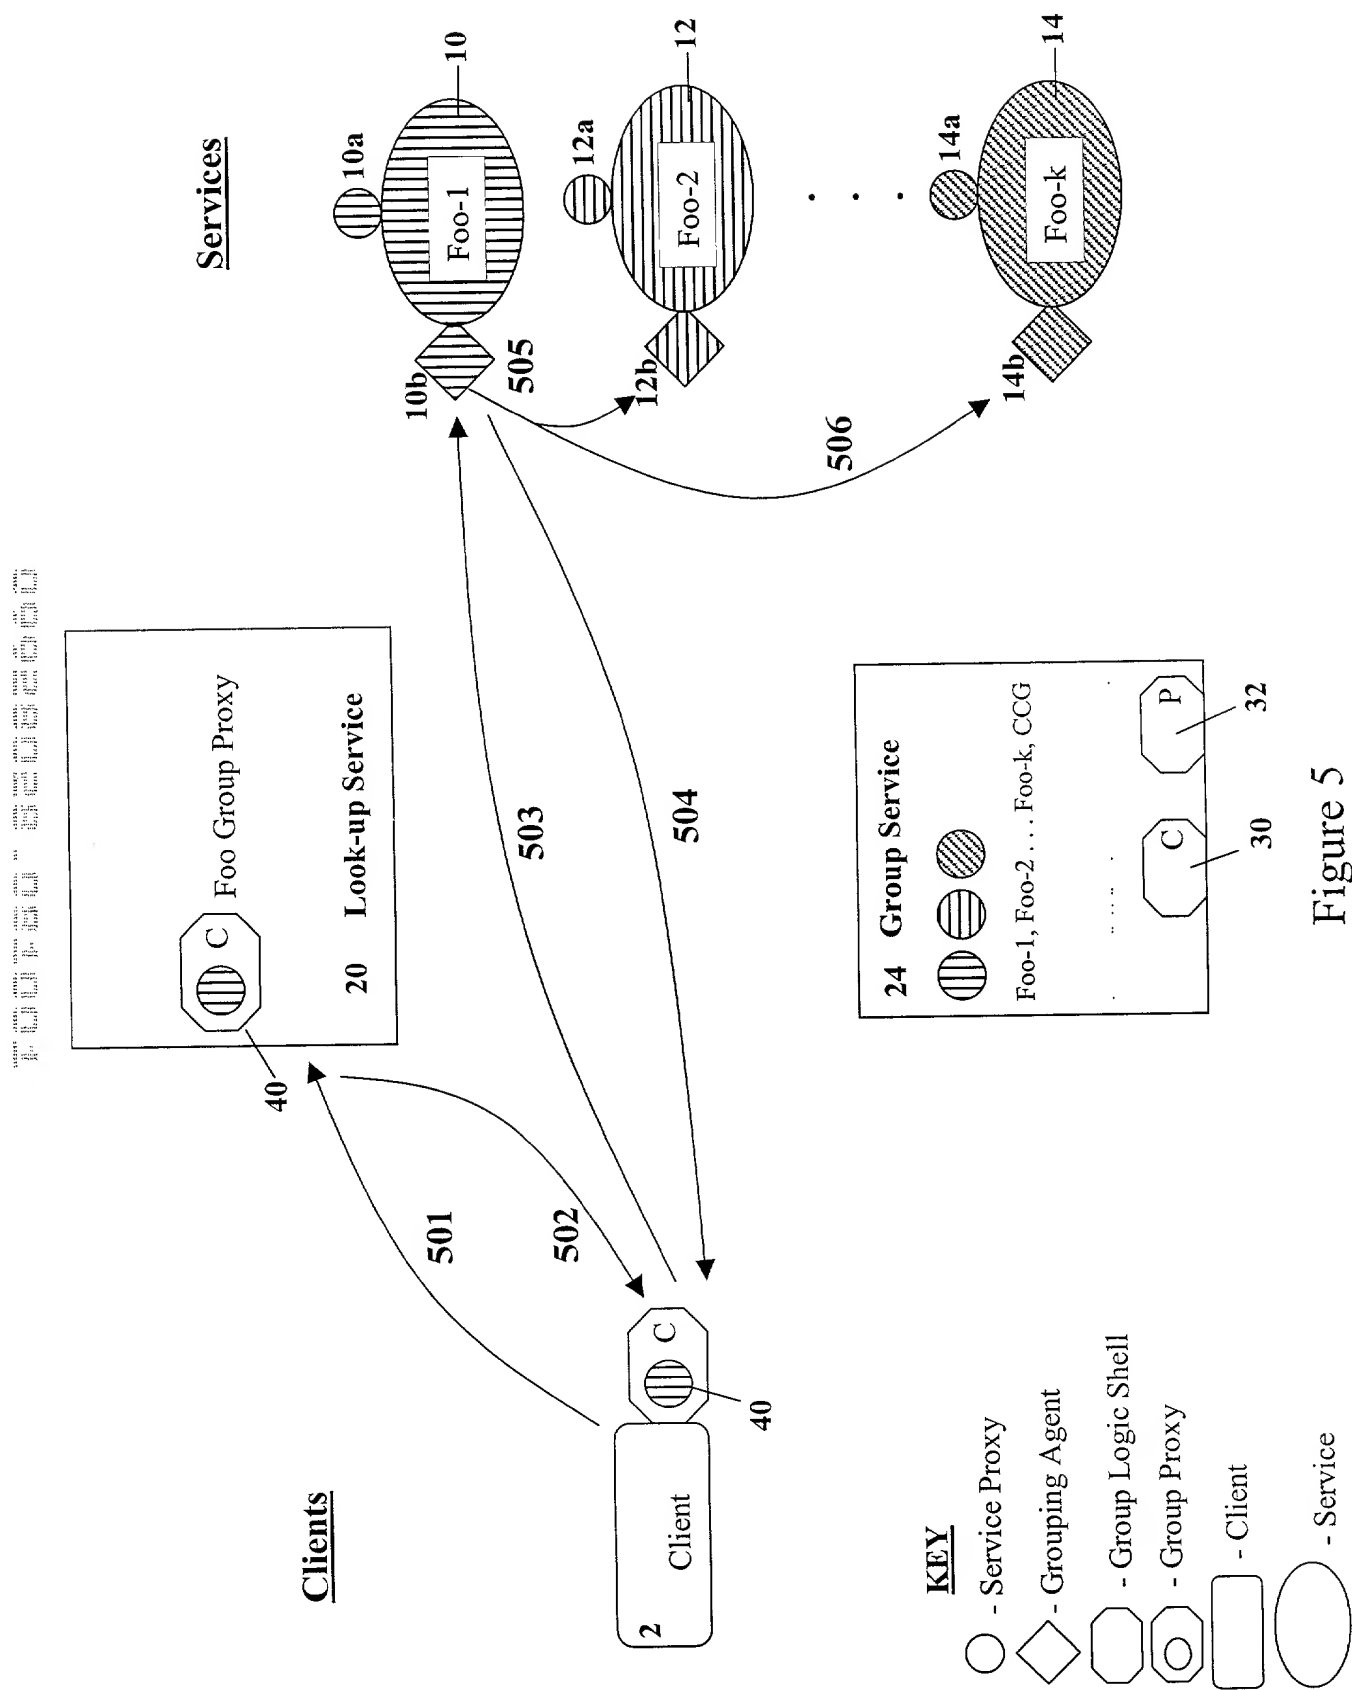 Clients
Services
2
Client
C
40
501
502
503
504
505
506
40
C
Foo Group Proxy
20 Look-up Service
10
10a
Foo-1
10b
12
12a
Foo-2
12b
. . .
14
14a
Foo-k
14b
24 Group Service
Foo-1, Foo-2 . . . Foo-k, CCG
C
P
30
32
KEY
- Service Proxy
- Grouping Agent
- Group Logic Shell
- Group Proxy
- Client
- Service
Figure 5